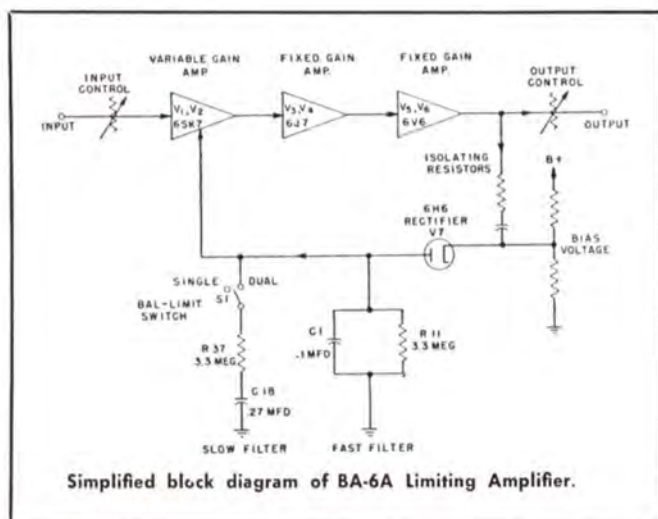 VARIABLE GAIN
AMP
FIXED GAIN
AMP.
FIXED GAIN
AMP.
INPUT
CONTROL
OUTPUT
CONTROL
V1,V2
6SK7
V3,V4
6J7
V5,V6
6V6
INPUT
OUTPUT
ISOLATING
RESISTORS
B+
6H6
RECTIFIER
V7
BIAS
VOLTAGE
SINGLE
DUAL
S1
BAL-LIMIT
SWITCH
R 37
3.3 MEG
C1
.1MFD
R 11
3.3 MEG
C 18
.27 MFD
SLOW FILTER
FAST FILTER
Simplified block diagram of BA-6A Limiting Amplifier.